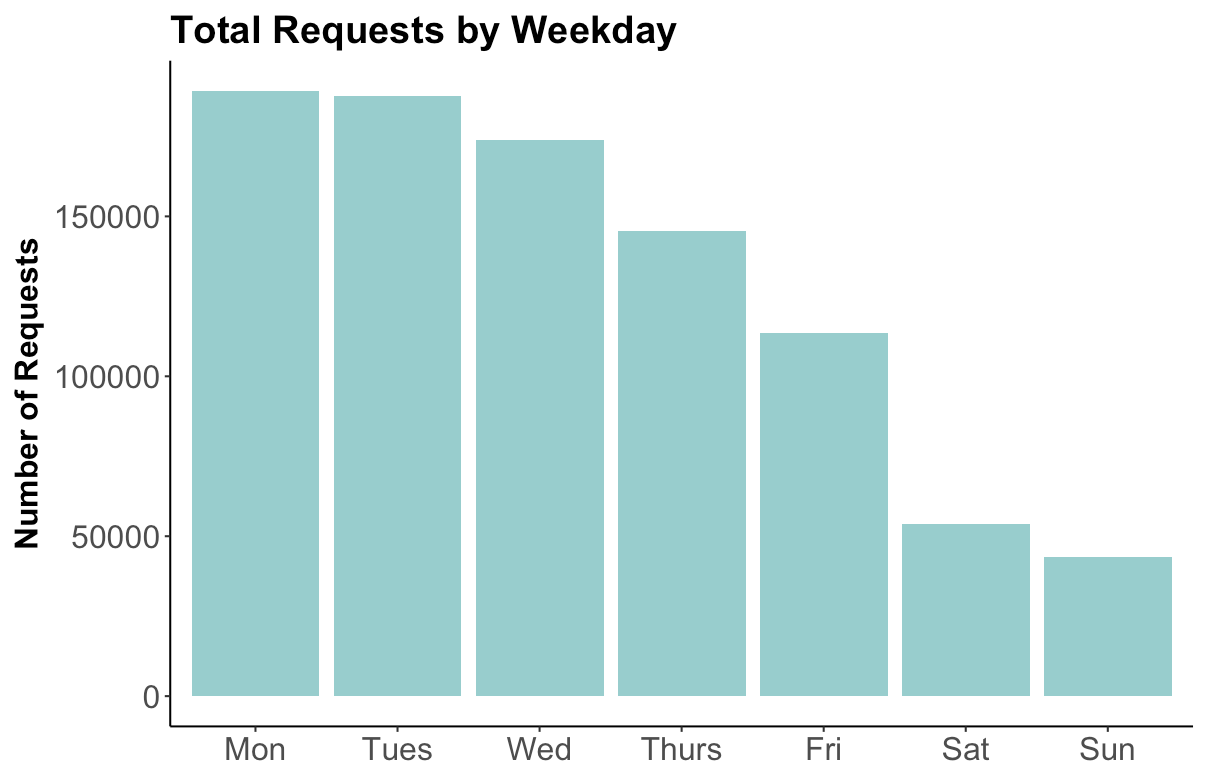 Total Requests by Weekday
Number of Requests
150000
100000
50000
0
Mon Tues Wed Thurs Fri Sat Sun